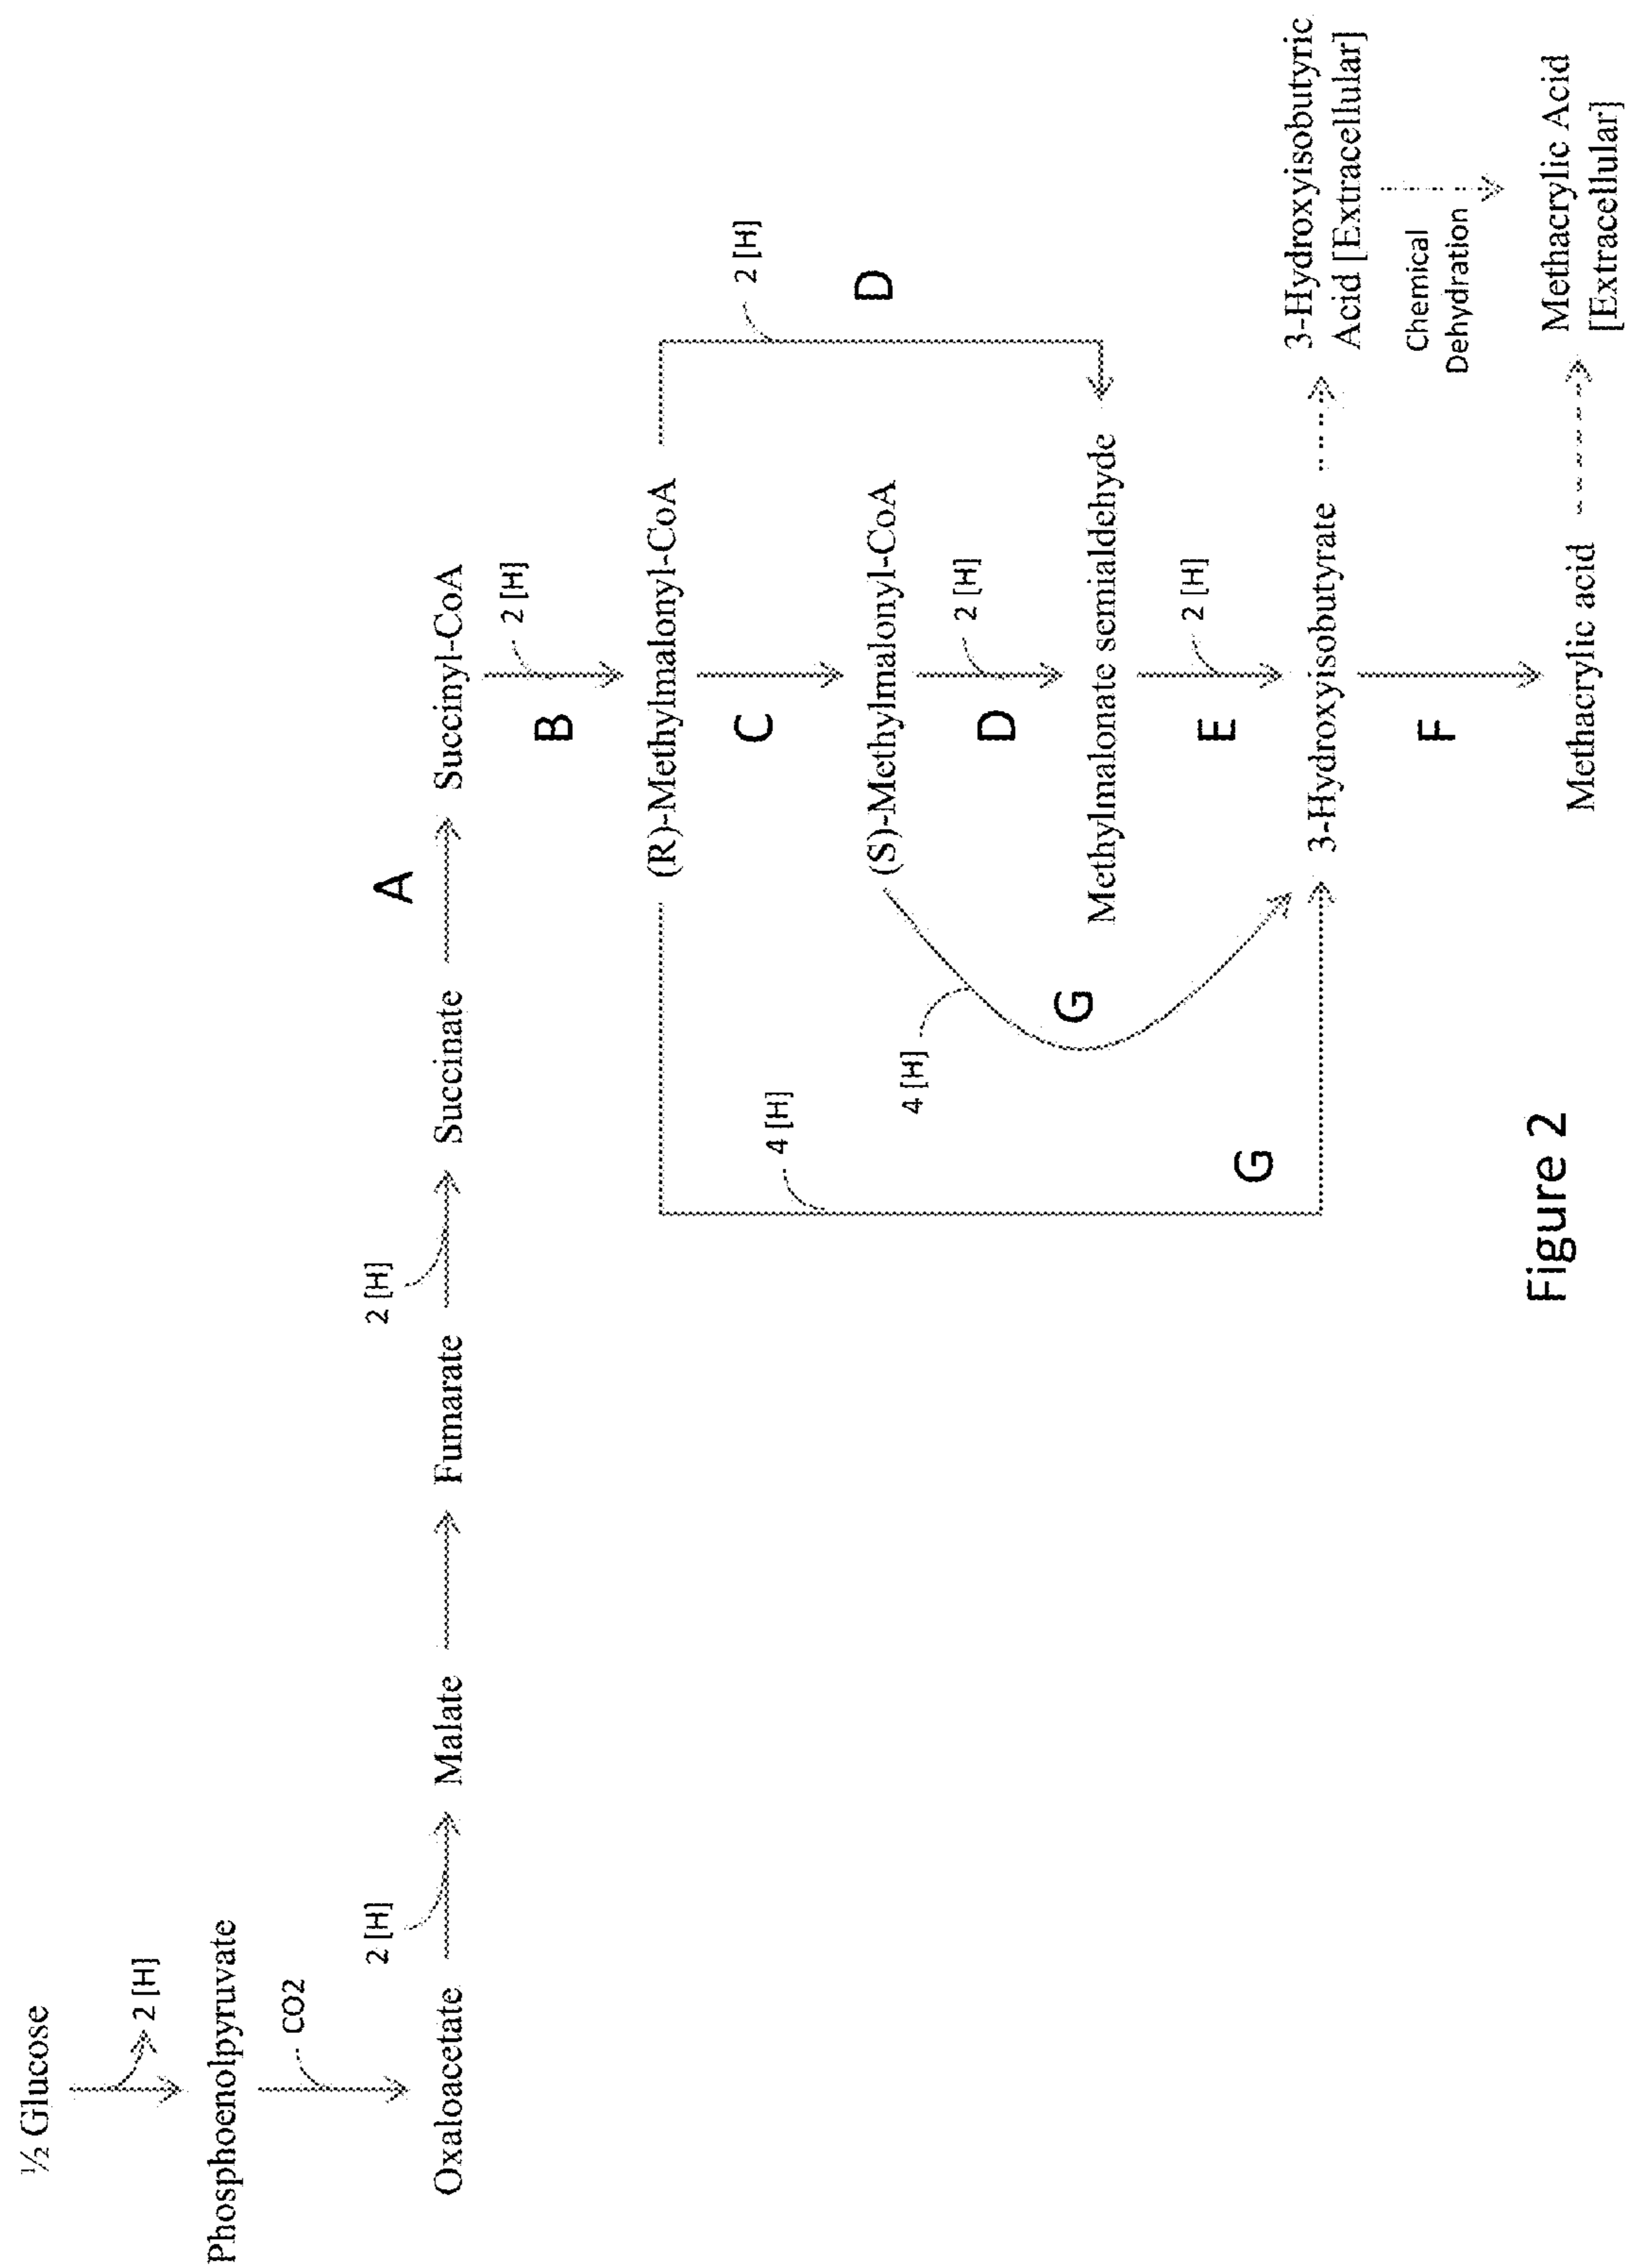 ½ Glucose
2 [H]
Phosphoenolpyruvate
CO2
2 [H]
2 [H]
A
Oxaloacetate
Malate
Fumarate
Succinate
Succinyl-CoA
B
2 [H]
(R)-Methylmalonyl-CoA
4 [H]
C
2 [H]
(S)-Methylmalonyl-CoA
D
4 [H]
D
2 [H]
G
Methylmalonate semialdehyde
G
E
2 [H]
3-Hydroxyisobutyrate
3-Hydroxyisobutyric
Acid [Extracellular]
F
Chemical
Dehydration
Methacrylic acid
Methacrylic Acid
[Extracellular]
Figure 2